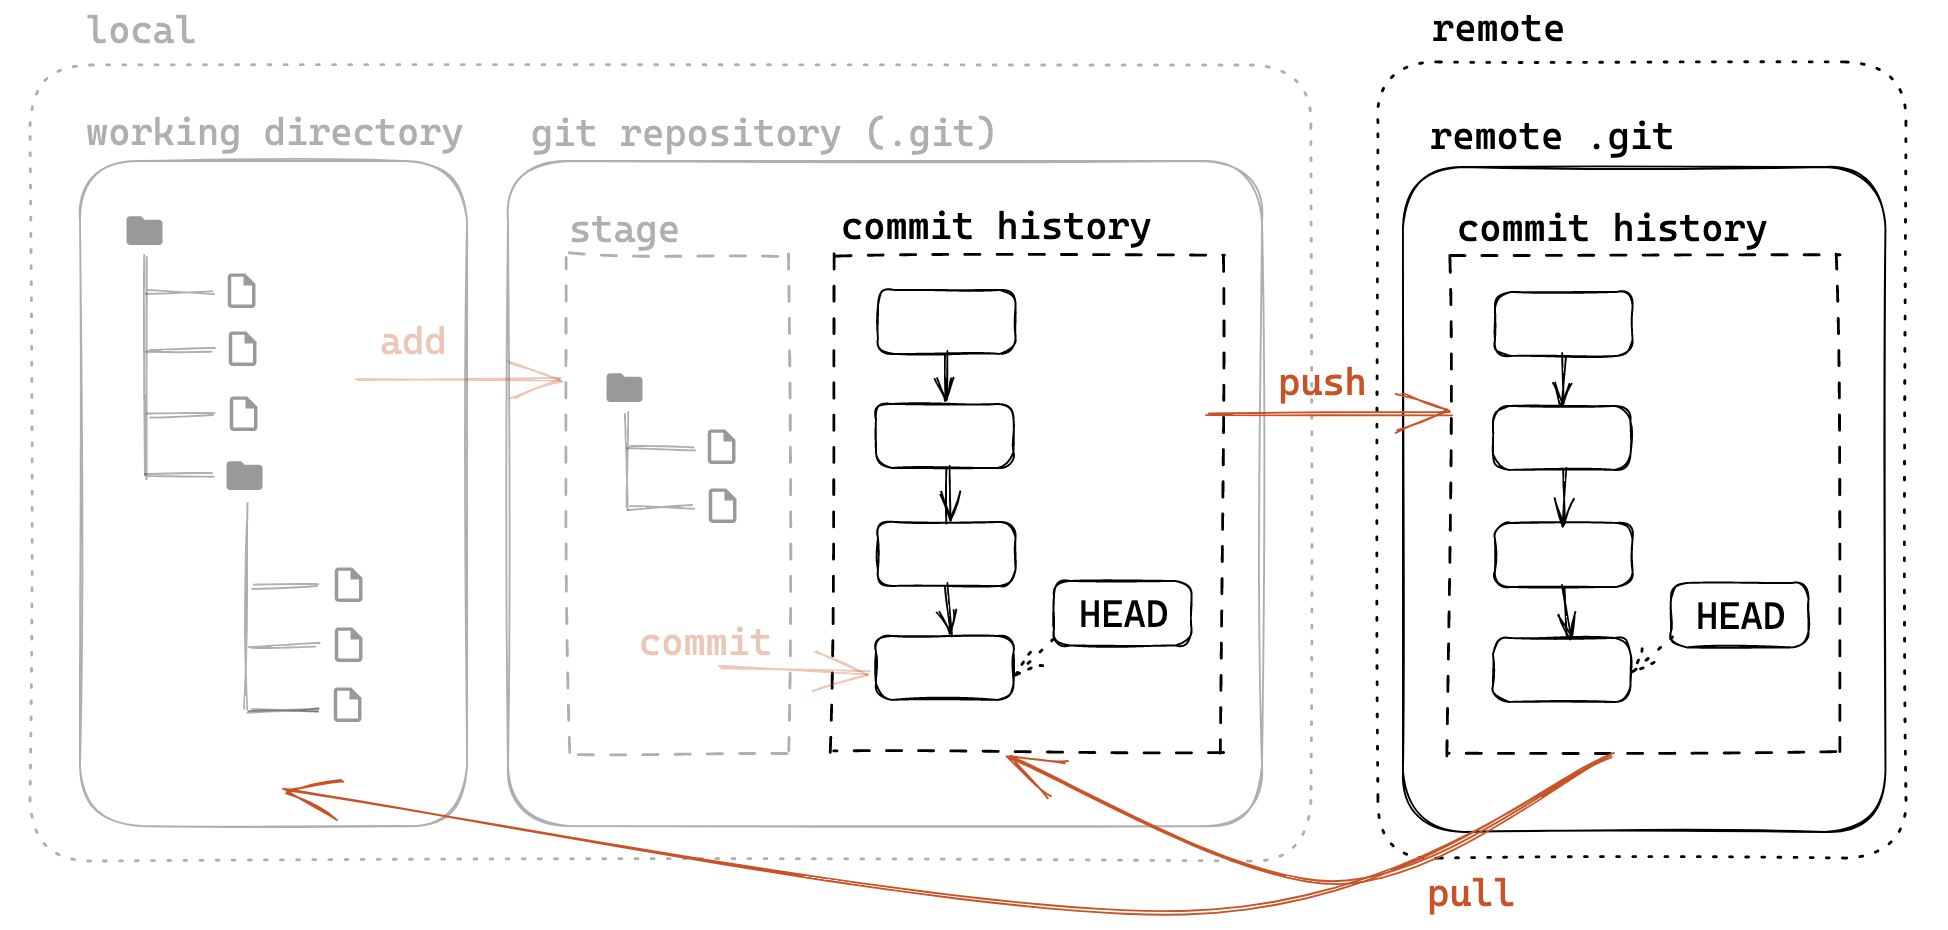 local
remote
working directory
git repository (.git)
remote .git
stage
commit history
commit history
add
push
commit
HEAD
HEAD
pull